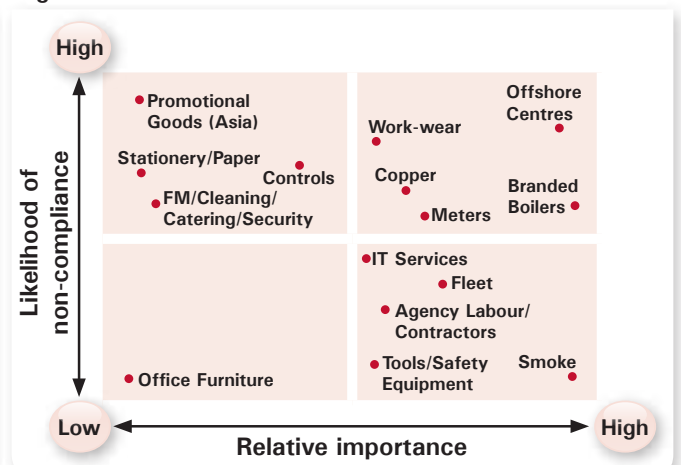 High
Promotional
Goods (Asia)
Stationery/Paper
Controls
FM/Cleaning/
Catering/Security
Offshore
Centres
Work-wear
Copper
Branded
Boilers
Meters
IT Services
Fleet
Agency Labour/
Contractors
Tools/Safety
Equipment
Smoke
Office Furniture
Likelihood of
non-compliance
Low
Relative importance
High